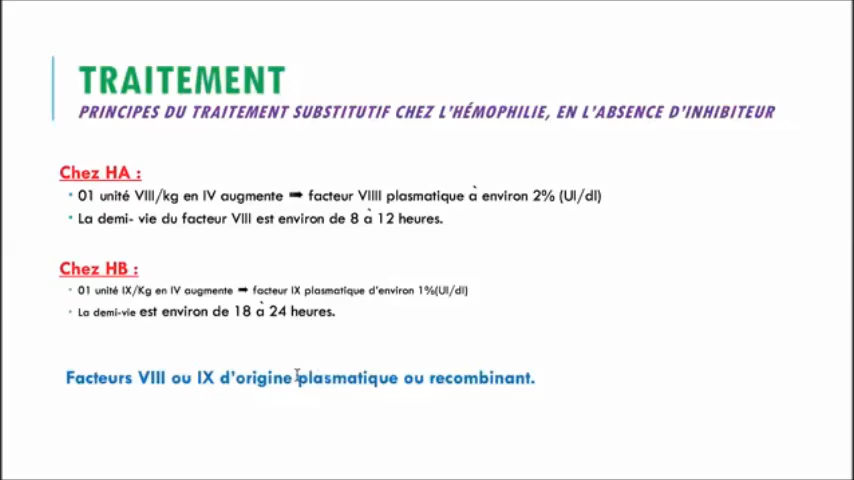 TRAITEMENT
PRINCIPES DU TRAITEMENT SUBSTITUTIF CHEZ L'HÉMOPHILIE, EN L'ABSENCE D'INHIBITEUR
Chez HA :
• 01 unité VIII/kg en IV augmente ➡ facteur VIIII plasmatique à environ 2% (UI/dl)
• La demi- vie du facteur VIII est environ de 8 à 12 heures.
Chez HB :
• 01 unité IX/Kg en IV augmente ➡ facteur IX plasmatique d'environ 1%(UI/dl)
• La demi-vie est environ de 18 à 24 heures.
Facteurs VIII ou IX d'origine plasmatique ou recombinant.